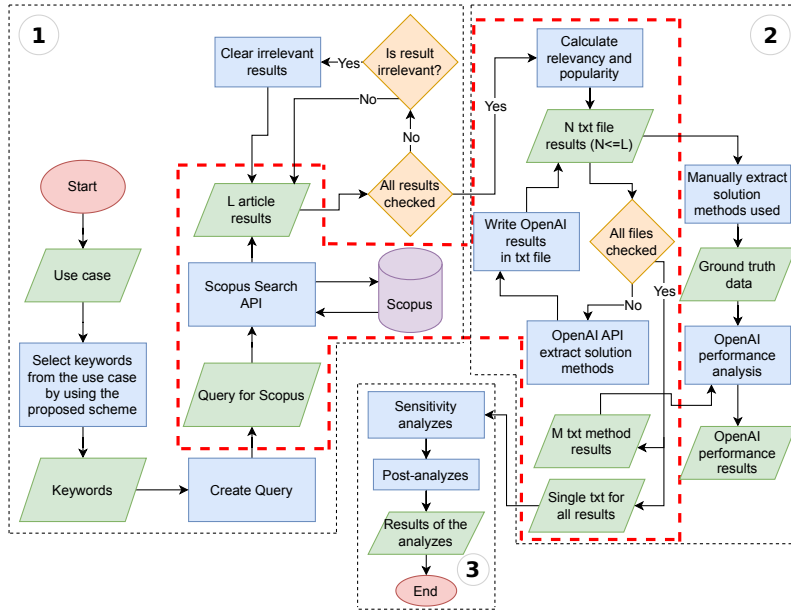 1
Start
Use case
Select keywords
from the use case
by using the
proposed scheme
Keywords
Create Query
Query for Scopus
Scopus Search
API
Scopus
L article
results
All results
checked
No
Is result
irrelevant?
Yes
Clear irrelevant
results
No
Yes
2
Calculate
relevancy and
popularity
N txt file
results (N<=L)
All files
checked
No
Yes
OpenAI API
extract solution
methods
Write OpenAI
results
in txt file
Manually extract
solution
methods used
Ground truth
data
OpenAI
performance
analysis
OpenAI
performance
results
M txt method
results
Single txt for
all results
Sensitivity
analyzes
Post-analyzes
Results of the
analyzes
End
3